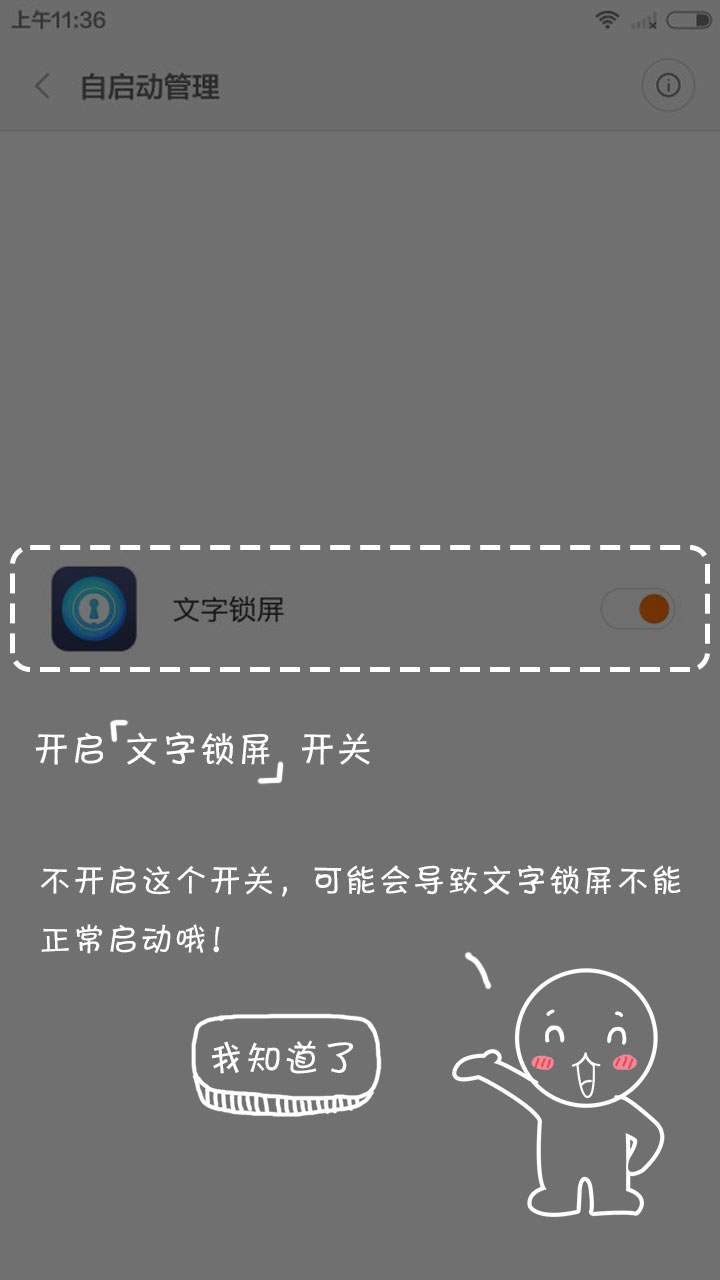 上午11:36
自启动管理
文字锁屏
开启「文字锁屏」开关
不开启这个开关，可能会导致文字锁屏不能
正常启动哦！
我知道了